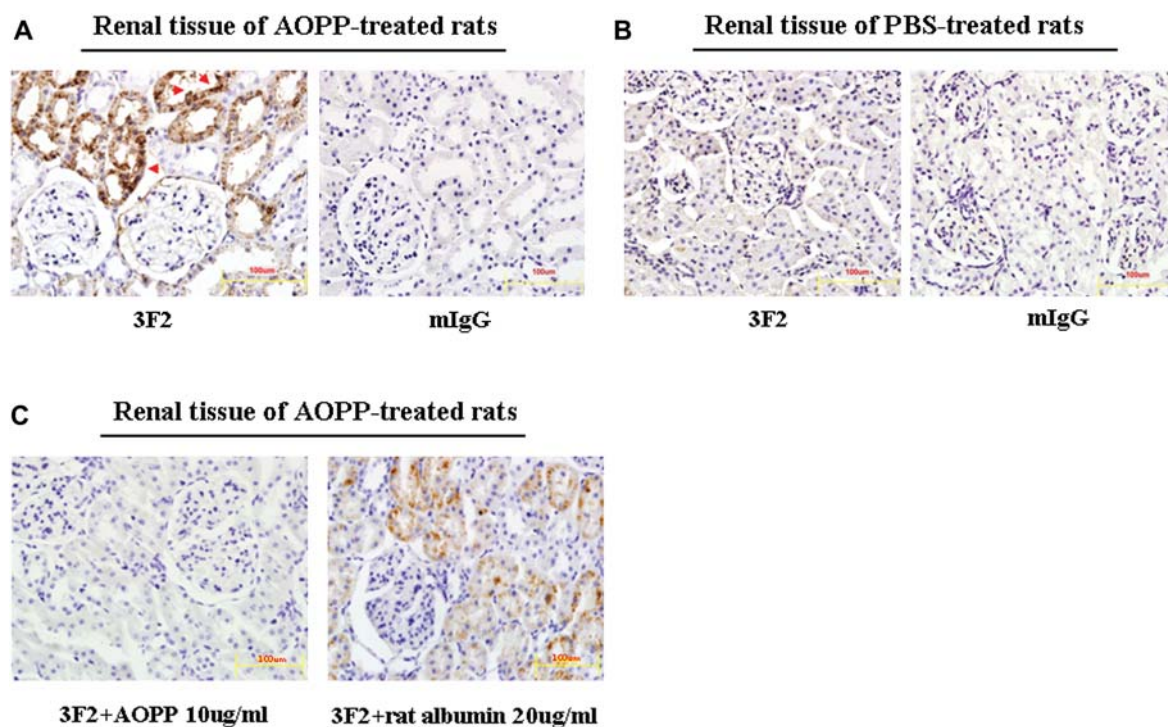 A
Renal tissue of AOPP-treated rats
B
Renal tissue of PBS-treated rats
100um
100um
100um
100um
3F2
mIgG
3F2
mIgG
C
Renal tissue of AOPP-treated rats
100um
100um
3F2+AOPP 10ug/ml
3F2+rat albumin 20ug/ml